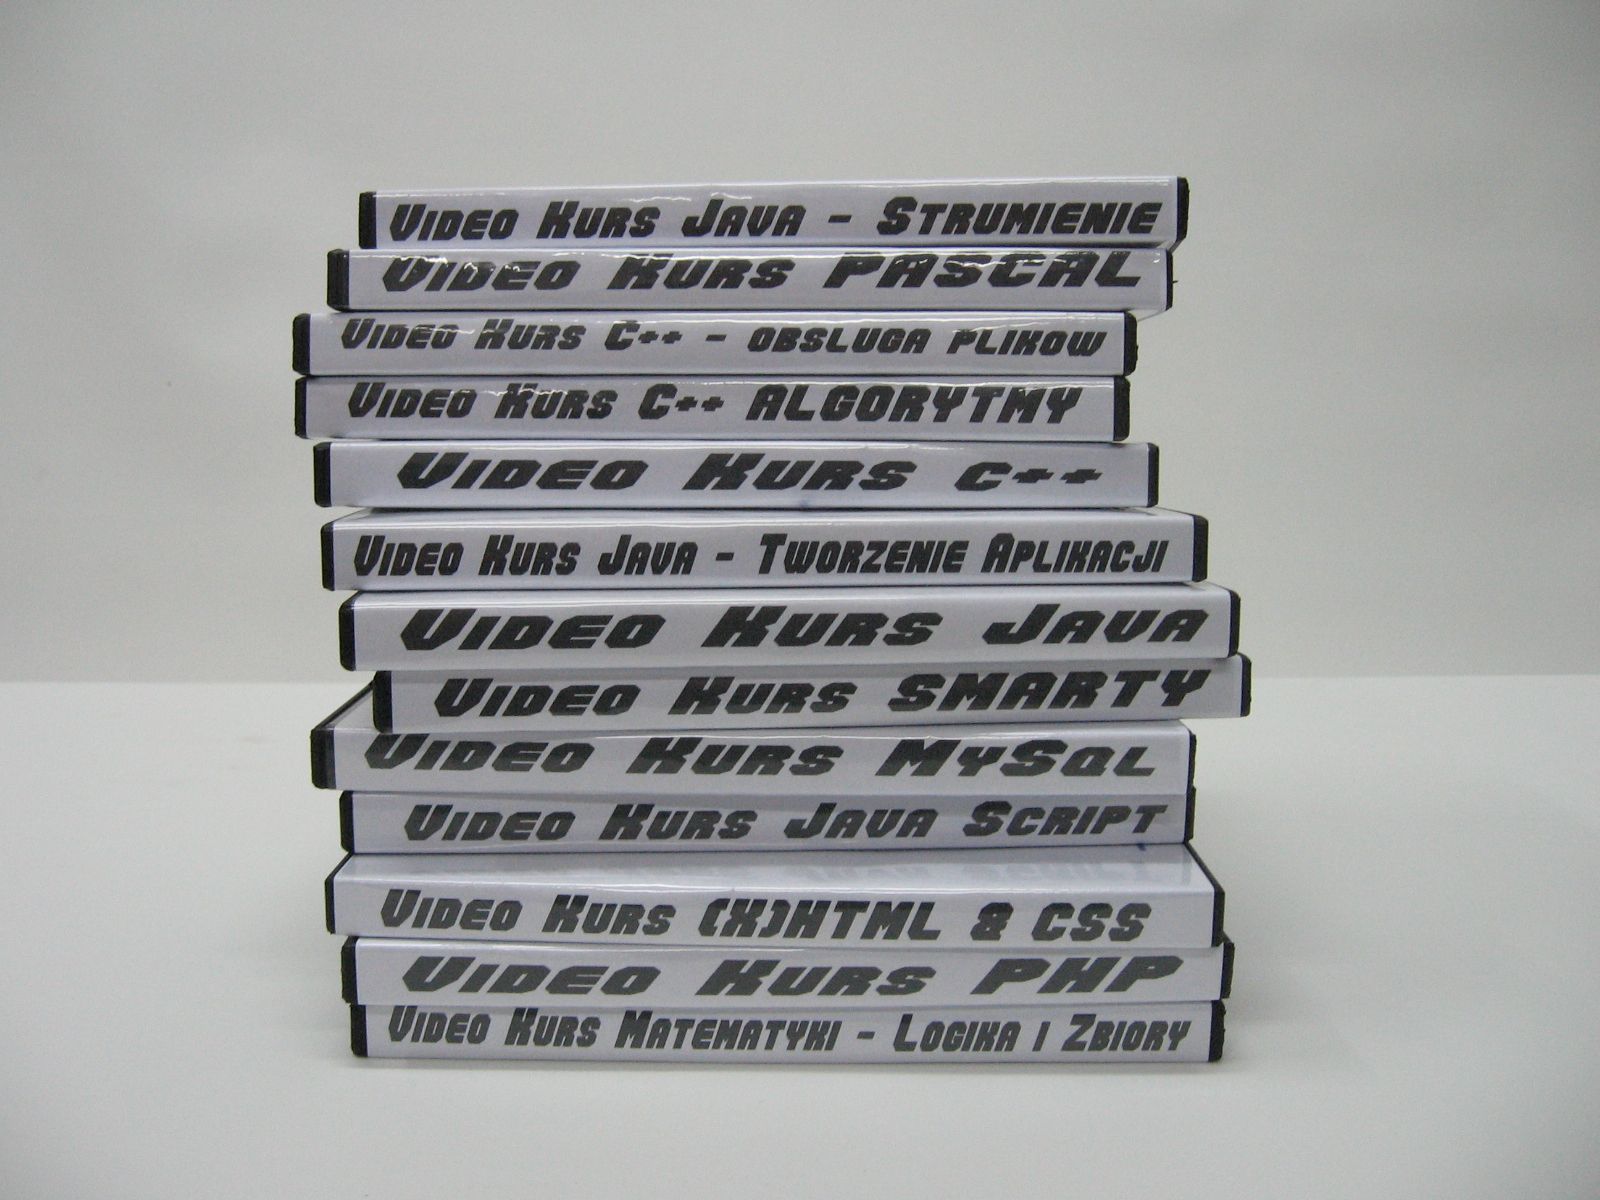 Video Kurs Java - Strumienie
Video Kurs PASCAL
Video Kurs C++ - obsluga plikow
Video Kurs C++ ALGORYTMY
Video Kurs c++
Video Kurs Java - Tworzenie Aplikacji
Video Kurs Java
Video Kurs SMARTY
Video Kurs MySql
Video Kurs Java Script
Video Kurs (X)HTML & CSS
Video Kurs PHP
Video Kurs Matematyki - Logika i Zbiory